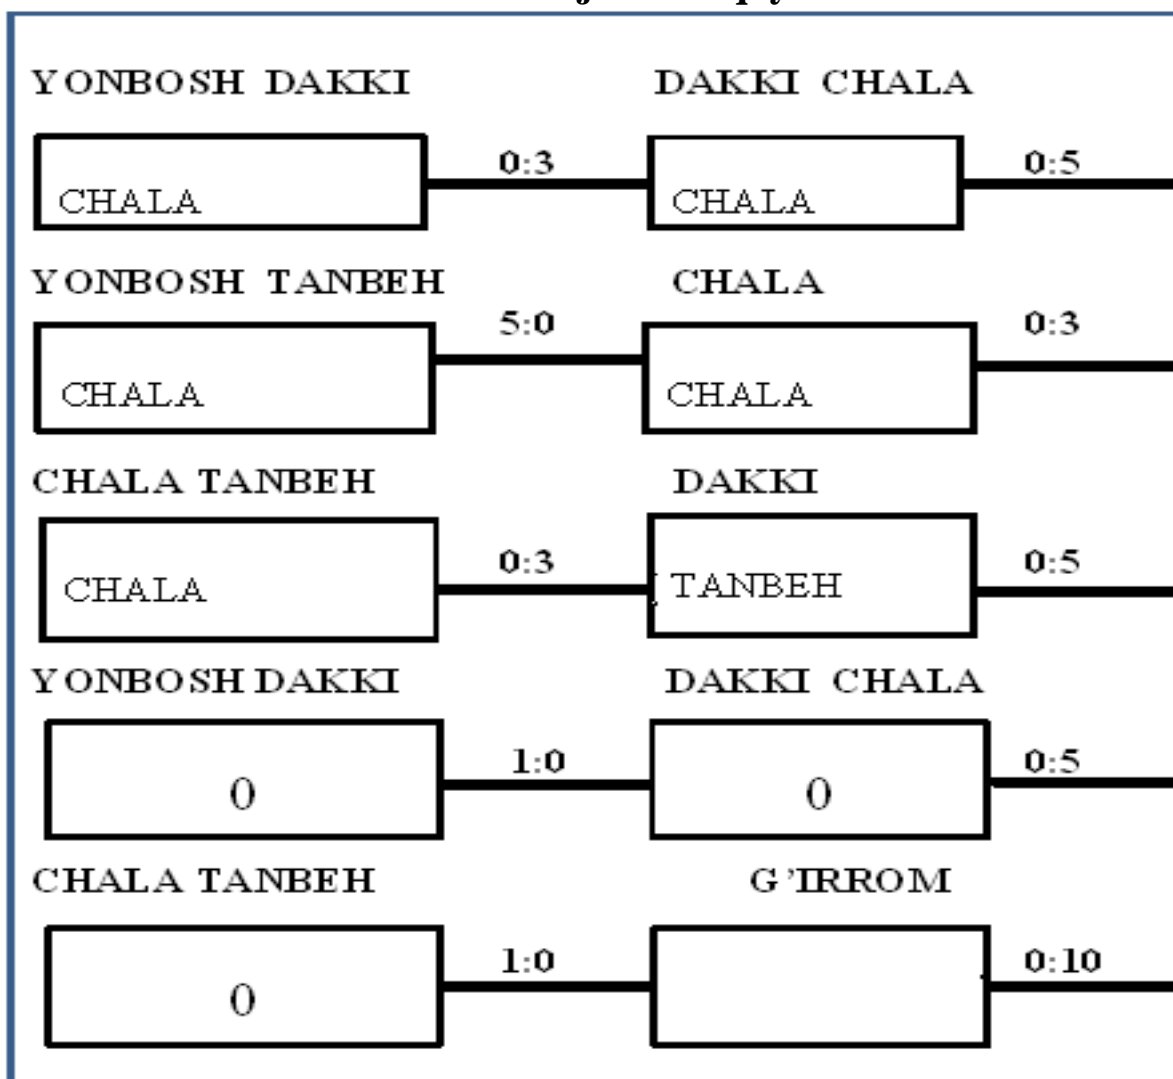 YONBOSH DAKKI DAKKI CHALA
0:3 0:5
CHALA CHALA
YONBOSH TANBEH CHALA
5:0 0:3
CHALA CHALA
CHALA TANBEH DAKKI
0:3 0:5
CHALA TANBEH
YONBOSH DAKKI DAKKI CHALA
1:0 0:5
0 0
CHALA TANBEH G'IRROM
1:0 0:10
0